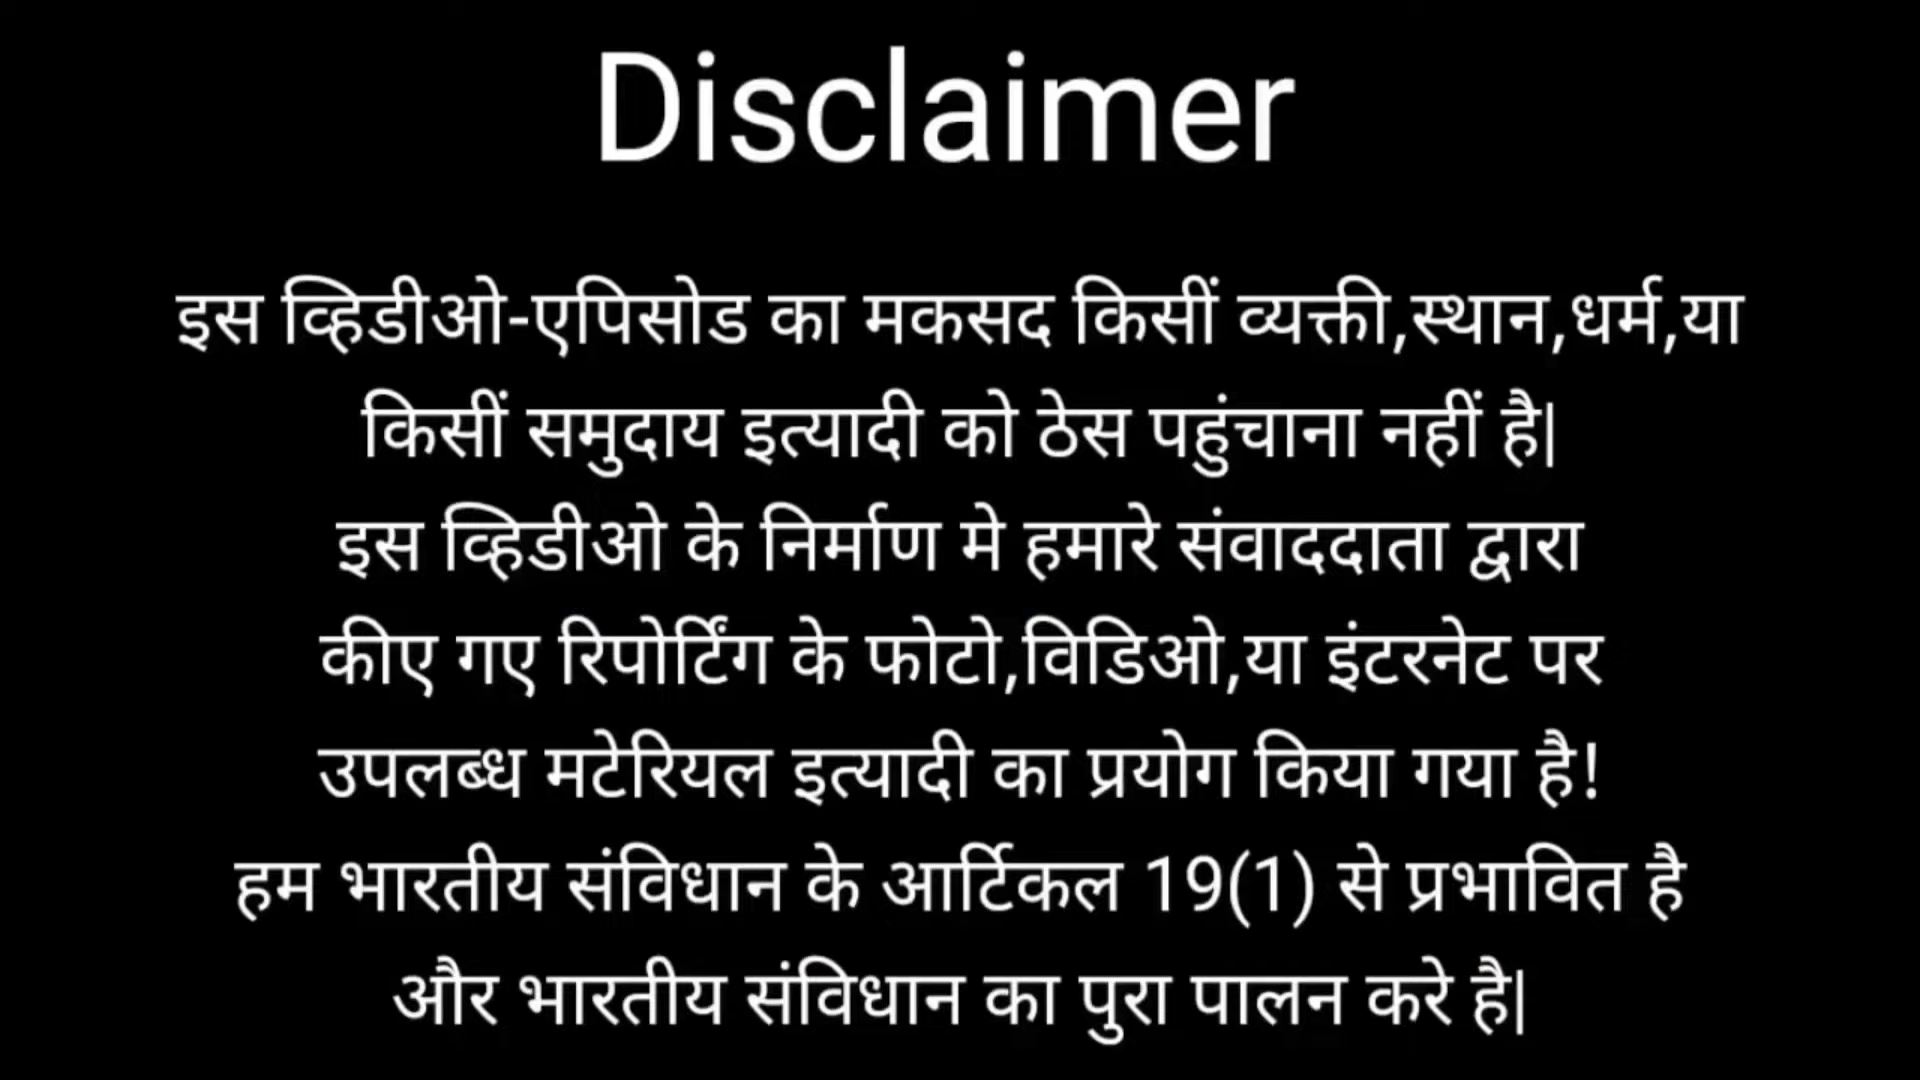 Disclaimer
इस व्हिडीओ-एपिसोड का मकसद किसीं व्यक्ती,स्थान,धर्म,या
किसीं समुदाय इत्यादी को ठेस पहुंचाना नहीं है|
इस व्हिडीओ के निर्माण मे हमारे संवाददाता द्वारा
कीए गए रिपोर्टिंग के फोटो,विडिओ,या इंटरनेट पर
उपलब्ध मटेरियल इत्यादी का प्रयोग किया गया है!
हम भारतीय संविधान के आर्टिकल 19(1) से प्रभावित है
और भारतीय संविधान का पुरा पालन करे है|